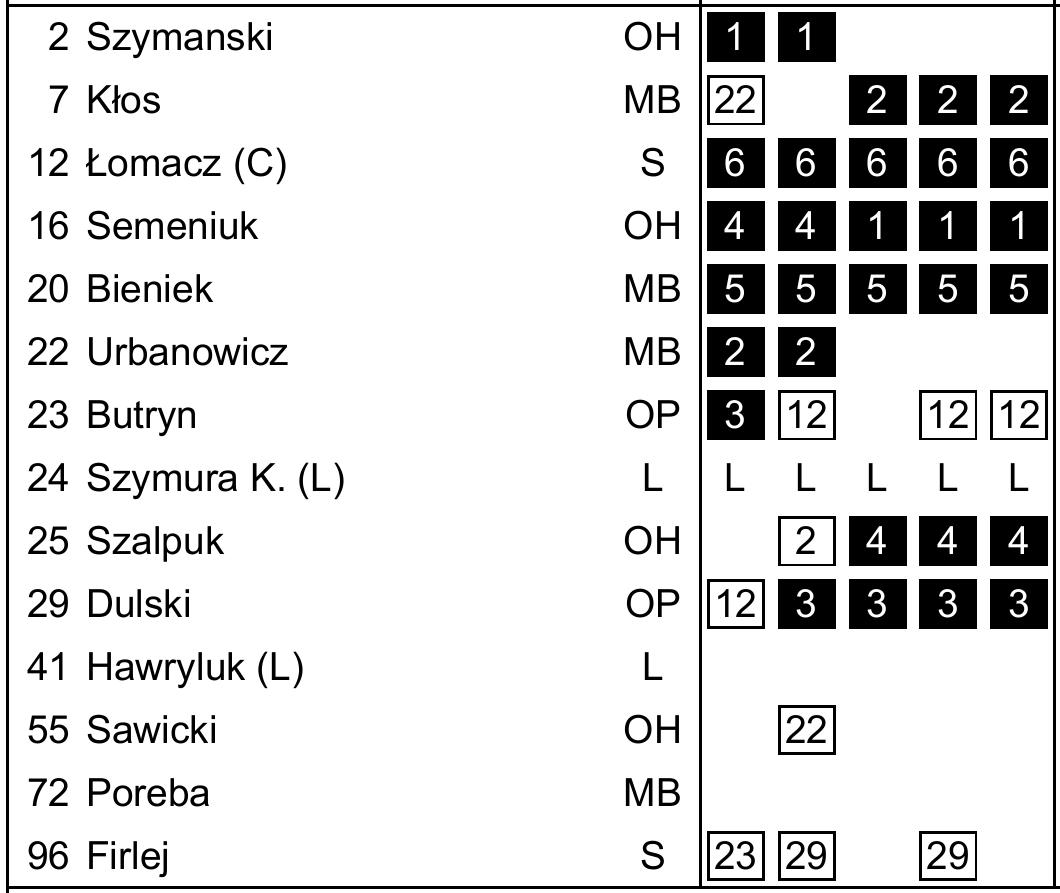 2 Szymanski OH 1 1
7 Kłos MB 22 2 2 2
12 Łomacz (C) S 6 6 6 6 6
16 Semeniuk OH 4 4 1 1 1
20 Bieniek MB 5 5 5 5 5
22 Urbanowicz MB 2 2
23 Butryn OP 3 12 12 12
24 Szymura K. (L) L L L L L L
25 Szalpuk OH 2 4 4 4
29 Dulski OP 12 3 3 3 3
41 Hawryluk (L) L
55 Sawicki OH 22
72 Poreba MB
96 Firlej S 23 29 29